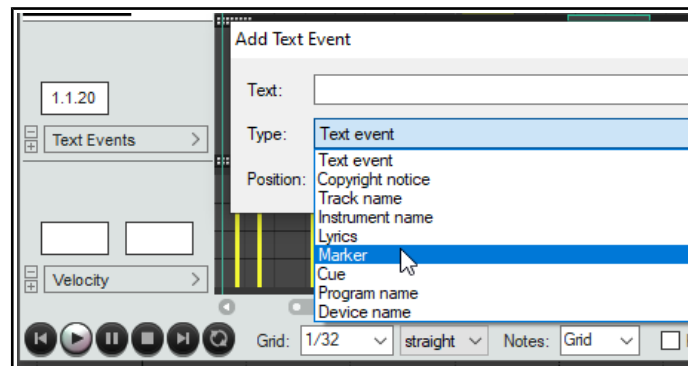 Add Text Event
Text:
1.1.20
Type: Text event
Text Events
Text event
Copyright notice
Position:
Track name
Instrument name
Lyrics
Marker
Cue
Velocity
Program name
Device name
Grid: 1/32 straight Notes: Grid